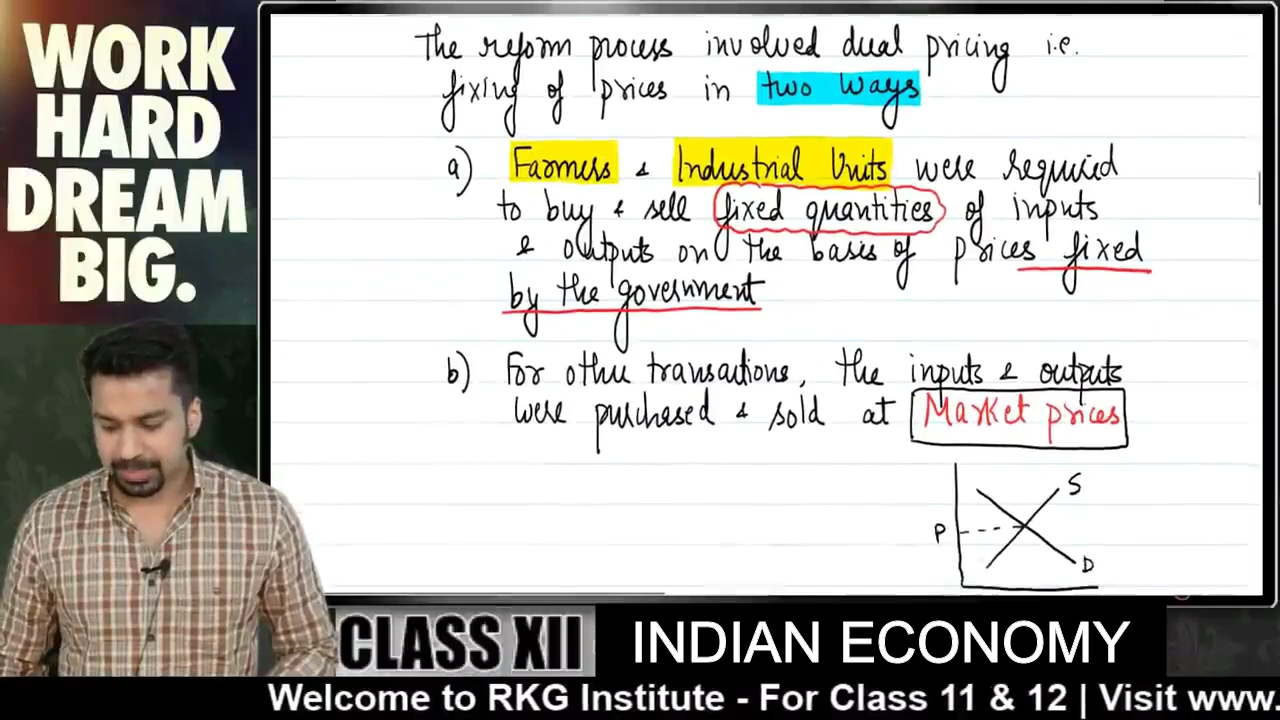 WORK
HARD
DREAM
BIG.
The reform process involved dual pricing i.e.
fixing of prices in two ways
a) Farmers & Industrial Units were required
to buy & sell fixed quantities of inputs
& outputs on the basis of prices fixed
by the government
b) For other transactions, the inputs & outputs
were purchased & sold at Market prices
S
P
D
CLASS XII INDIAN ECONOMY
Welcome to RKG Institute - For Class 11 & 12 | Visit www.